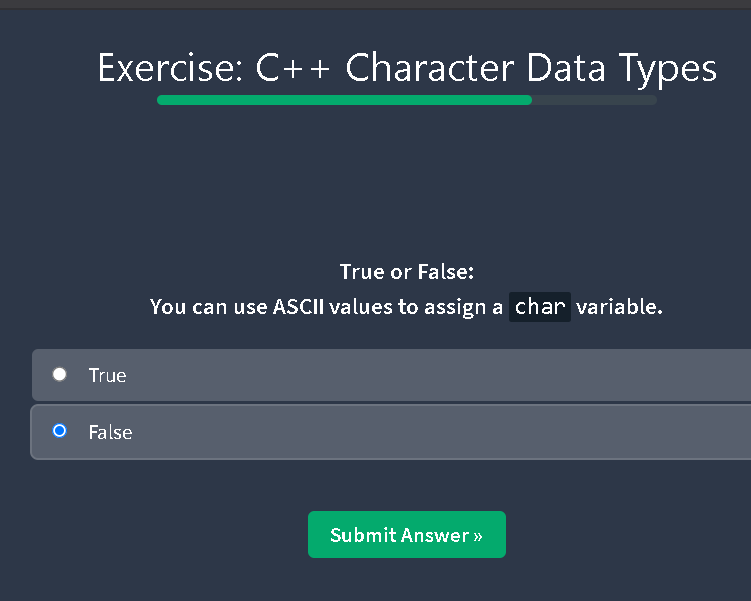 Exercise: C++ Character Data Types
True or False:
You can use ASCII values to assign a char variable.
True
False
Submit Answer »